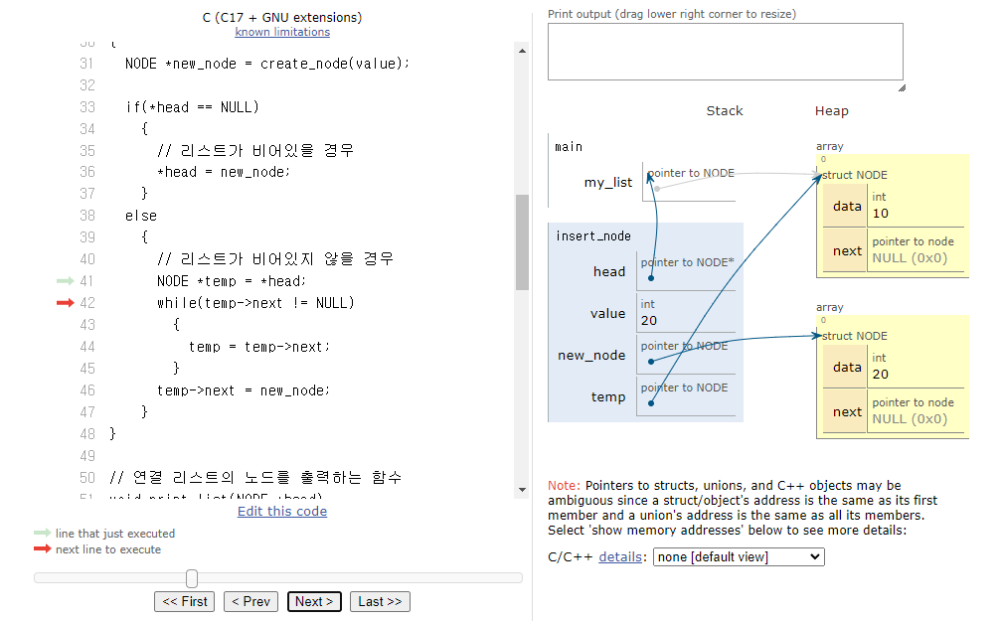 C (C17 + GNU extensions)
known limitations
30 {
31 NODE *new_node = create_node(value);
32
33 if(*head == NULL)
34 {
35 // 리스트가 비어있을 경우
36 *head = new_node;
37 }
38 else
39 {
40 // 리스트가 비어있지 않을 경우
41 NODE *temp = *head;
42 while(temp->next != NULL)
43 {
44 temp = temp->next;
45 }
46 temp->next = new_node;
47 }
48 }
49
50 // 연결 리스트의 노드를 출력하는 함수
51 void print_list(NODE *head)
Edit this code
line that just executed
next line to execute
<< First
< Prev
Next >
Last >>
Print output (drag lower right corner to resize)
Stack
Heap
main
my_list
pointer to NODE
insert_node
head
pointer to NODE*
value
int
20
new_node
pointer to NODE
temp
pointer to NODE
array
0
struct NODE
data
int
10
next
pointer to node
NULL (0x0)
array
0
struct NODE
data
int
20
next
pointer to node
NULL (0x0)
Note: Pointers to structs, unions, and C++ objects may be
ambiguous since a struct/object's address is the same as its first
member and a union's address is the same as all its members.
Select 'show memory addresses' below to see more details:
C/C++ details: none [default view]